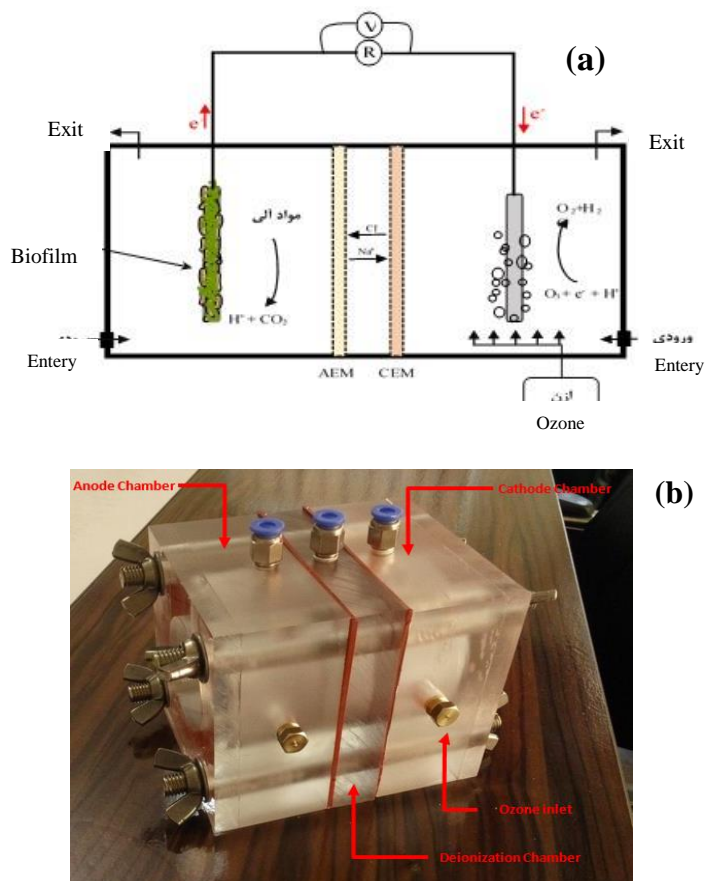 V
R
(a)
e
e⁻
Exit
Exit
مواد آلی
Cl⁻
Na⁺
O₂+H₂
Biofilm
H⁺ + CO₂
O₃ + e⁻ + H⁺
ورودی
Entery
Entery
AEM
CEM
ازن
Ozone
(b)
Anode Chamber
Cathode Chamber
Ozone inlet
Deionization Chamber